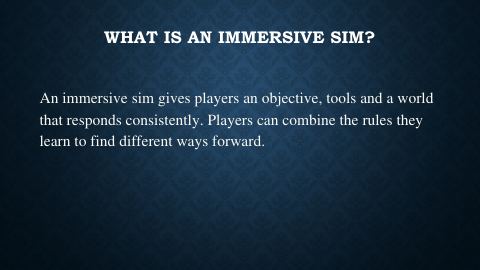 WHAT IS AN IMMERSIVE SIM?
An immersive sim gives players an objective, tools and a world
that responds consistently. Players can combine the rules they
learn to find different ways forward.